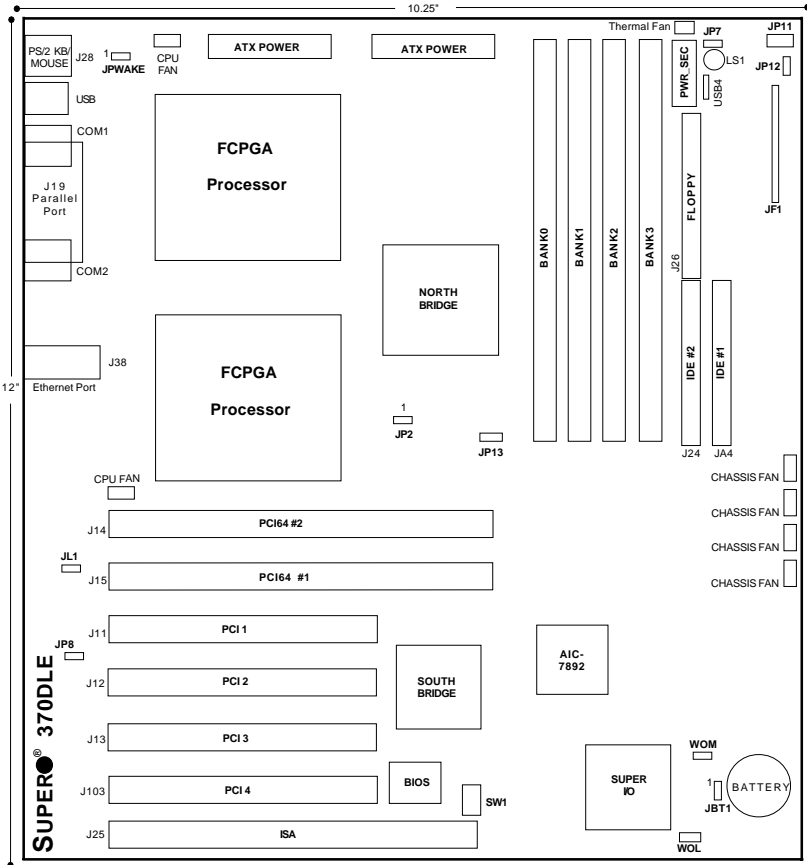 10.25"
Thermal Fan
JP7
JP11
PS/2 KB/
MOUSE
J28
1
JPWAKE
CPU
FAN
ATX POWER
ATX POWER
PWR_SEC
LS1
JP12
USB4
USB
COM1
J19
Parallel
Port
COM2
FCPGA
Processor
BANK0
BANK1
BANK2
BANK3
FLOPPY
J26
JF1
NORTH
BRIDGE
J38
12"
Ethernet Port
FCPGA
Processor
IDE #2
IDE #1
1
JP2
JP13
J24
JA4
CPU FAN
CHASSIS FAN
CHASSIS FAN
CHASSIS FAN
CHASSIS FAN
J14
PCI64 #2
JL1
J15
PCI64 #1
J11
PCI 1
JP8
J12
PCI 2
SOUTH
BRIDGE
AIC-
7892
J13
PCI 3
J103
PCI 4
BIOS
SW1
SUPER
I/O
WOM
1
JBT1
BATTERY
WOL
J25
ISA
SUPER® 370DLE